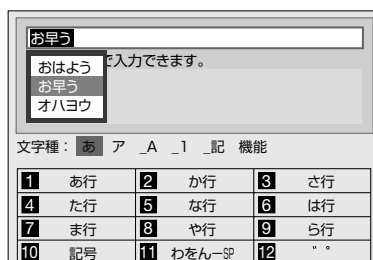 お早う
で入力できます。
おはよう
お早う
オハヨウ
文字種： あ ア _A _1 _記 機能
1 あ行 2 か行 3 さ行
4 た行 5 な行 6 は行
7 ま行 8 や行 9 ら行
10 記号 11 わをんーSP 12 ゛゜